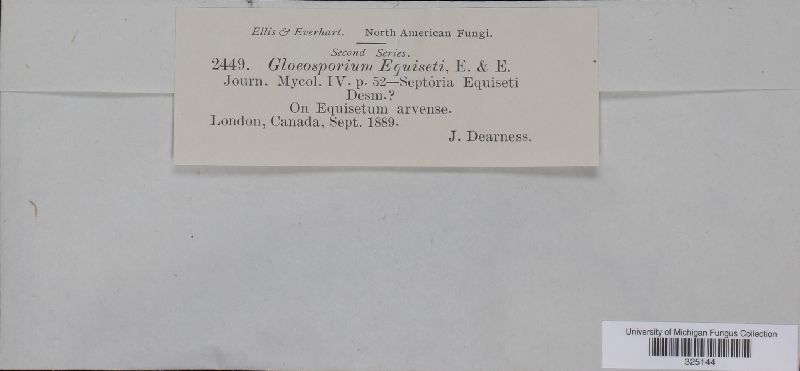 Ellis & Everhart. North American Fungi.
Second Series.
2449. Gloeosporium Equiseti, E. & E.
Journ. Mycol. IV. p. 52—Septoria Equiseti
Desm.?
On Equisetum arvense.
London, Canada, Sept. 1889.
J. Dearness.
University of Michigan Fungus Collection
325144